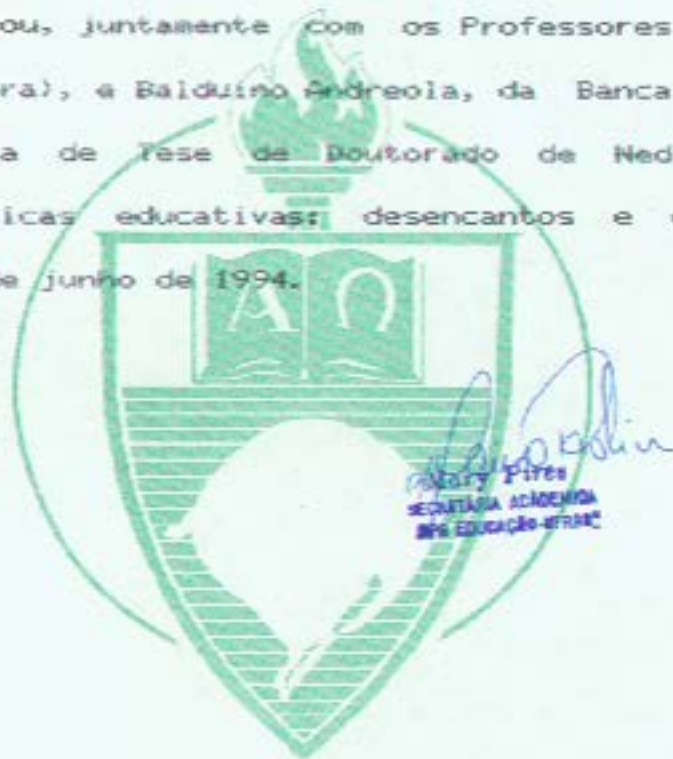 ou, juntamente com os Professores
ra), e Balduino Andreola, da Banca
a de Tese de Doutorado de Ned
icas educativas: desencantos e
e junho de 1994.
Α Ω
Pires
SECRETÁRIA ACADÊMICA
EDUCAÇÃO-UFRGS